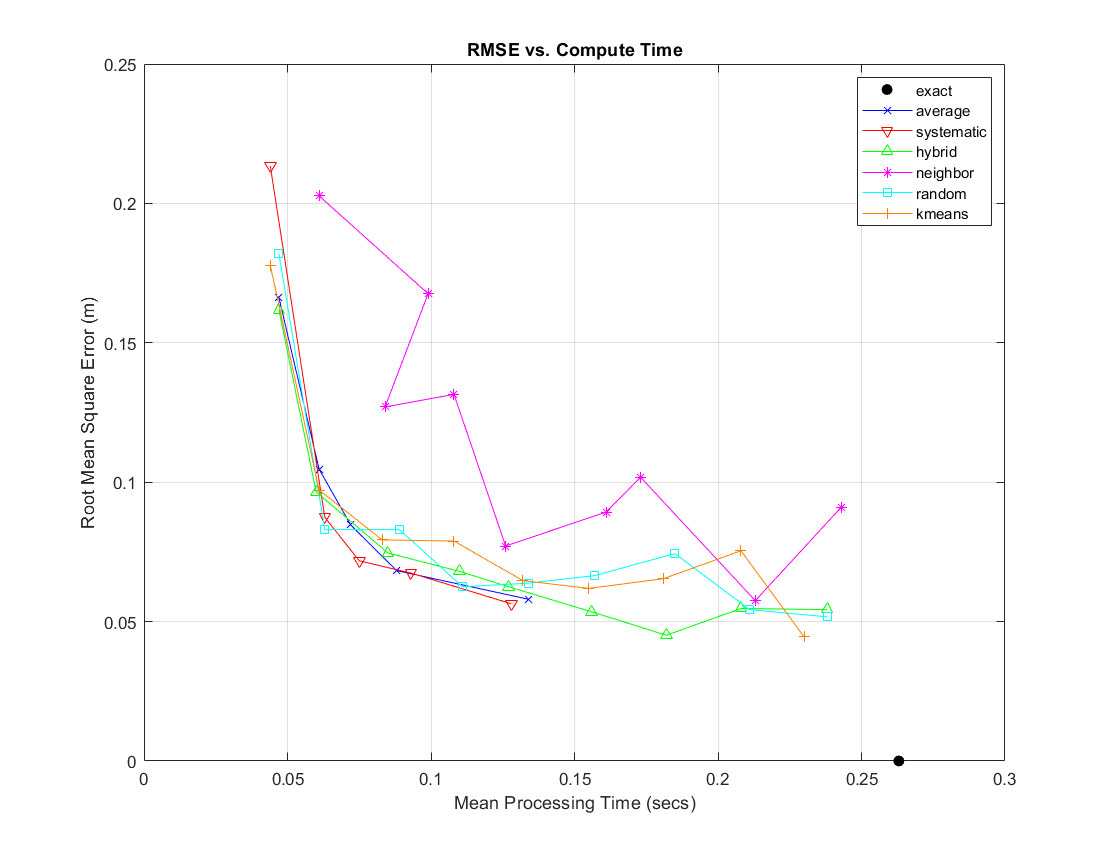 RMSE vs. Compute Time
0.25
0.2
0.15
0.1
0.05
0
Root Mean Square Error (m)
exact
average
systematic
hybrid
neighbor
random
kmeans
0 0.05 0.1 0.15 0.2 0.25 0.3
Mean Processing Time (secs)